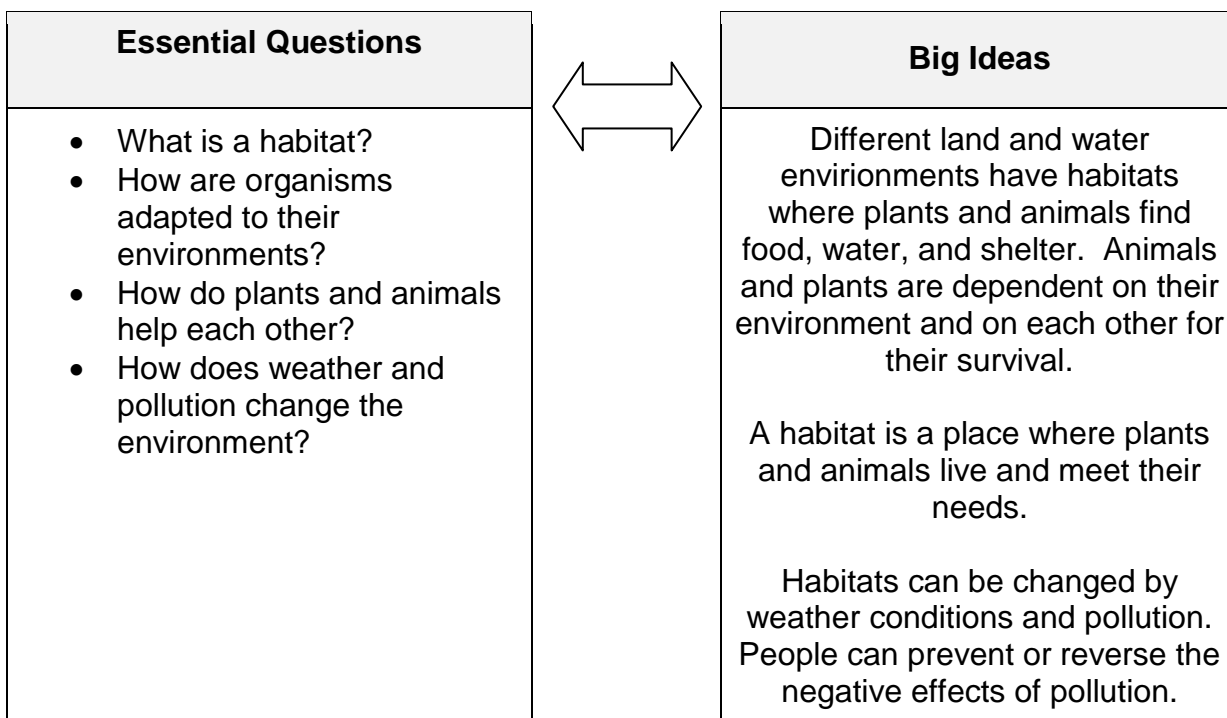 Essential Questions
• What is a habitat?
• How are organisms
adapted to their
environments?
• How do plants and animals
help each other?
• How does weather and
pollution change the
environment?
Big Ideas
Different land and water
envirionments have habitats
where plants and animals find
food, water, and shelter.  Animals
and plants are dependent on their
environment and on each other for
their survival.
A habitat is a place where plants
and animals live and meet their
needs.
Habitats can be changed by
weather conditions and pollution.
People can prevent or reverse the
negative effects of pollution.